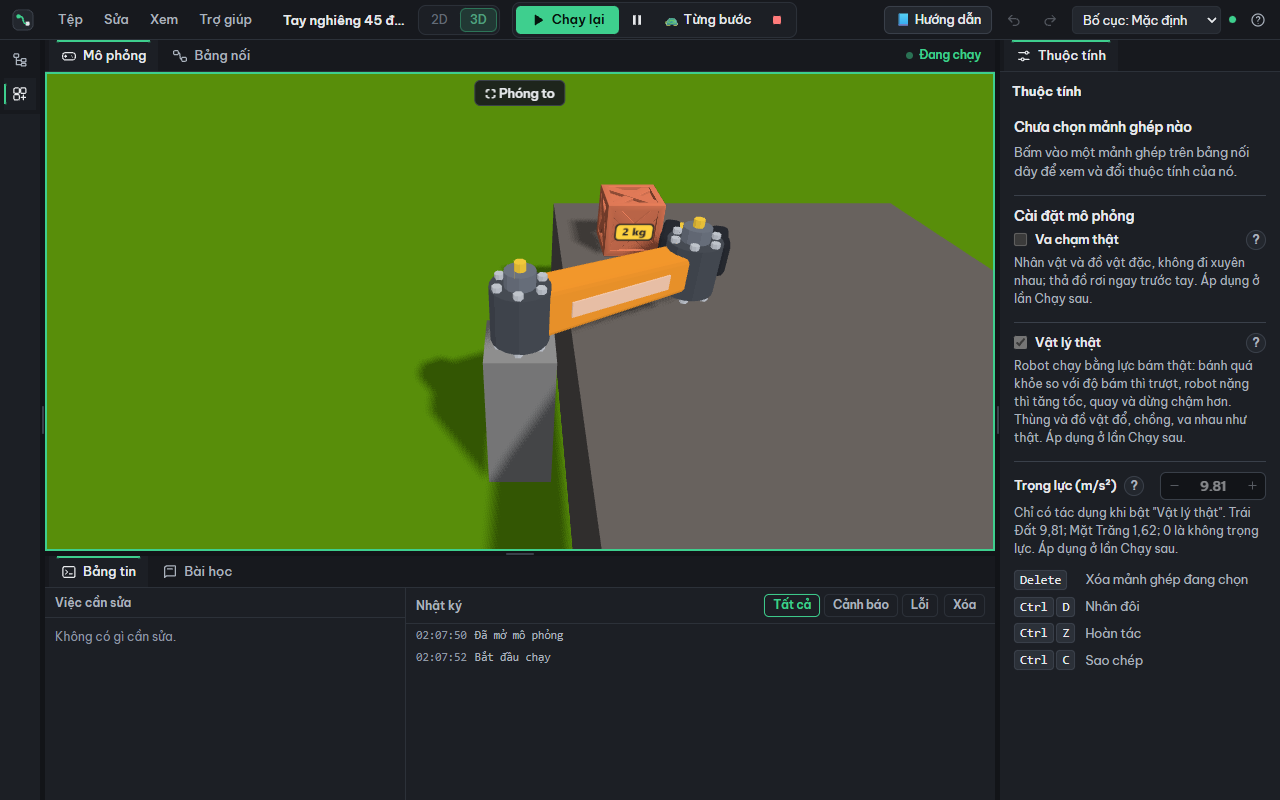 Tệp Sửa Xem Trợ giúp Tay nghiêng 45 đ... 2D 3D Chạy lại Từng bước Hướng dẫn Bố cục: Mặc định
Mô phỏng Bảng nối Đang chạy Thuộc tính
Phóng to
2 kg
Thuộc tính
Chưa chọn mảnh ghép nào
Bấm vào một mảnh ghép trên bảng nối
dây để xem và đổi thuộc tính của nó.
Cài đặt mô phỏng
Va chạm thật ?
Nhân vật và đồ vật đặc, không đi xuyên
nhau; thả đồ rơi ngay trước tay. Áp dụng ở
lần Chạy sau.
Vật lý thật ?
Robot chạy bằng lực bám thật: bánh quá
khỏe so với độ bám thì trượt, robot nặng
thì tăng tốc, quay và dừng chậm hơn.
Thùng và đồ vật đổ, chồng, va nhau như
thật. Áp dụng ở lần Chạy sau.
Trọng lực (m/s²) ? − 9.81 +
Chỉ có tác dụng khi bật "Vật lý thật". Trái
Đất 9,81; Mặt Trăng 1,62; 0 là không trọng
lực. Áp dụng ở lần Chạy sau.
Delete Xóa mảnh ghép đang chọn
Ctrl D Nhân đôi
Ctrl Z Hoàn tác
Ctrl C Sao chép
Bảng tin Bài học
Việc cần sửa
Không có gì cần sửa.
Nhật ký Tất cả Cảnh báo Lỗi Xóa
02:07:50 Đã mở mô phỏng
02:07:52 Bắt đầu chạy